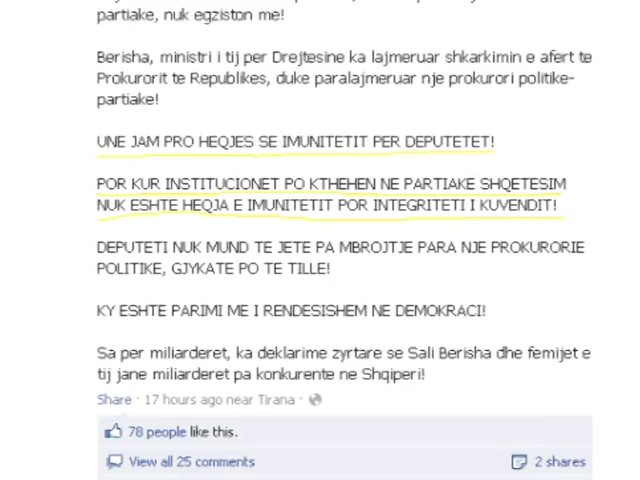 partiake, nuk egziston me!
Berisha, ministri i tij per Drejtesine ka lajmeruar shkarkimin e afert te
Prokurorit te Republikes, duke paralajmeruar nje prokurori politike-
partiake!
UNE JAM PRO HEQJES SE IMUNITETIT PER DEPUTETET!
POR KUR INSTITUCIONET PO KTHEHEN NE PARTIAKE SHQETESIM
NUK ESHTE HEQJA E IMUNITETIT POR INTEGRITETI I KUVENDIT!
DEPUTETI NUK MUND TE JETE PA MBROJTJE PARA NJE PROKURORIE
POLITIKE, GJYKATE PO TE TILLE!
KY ESHTE PARIMI ME I RENDESISHEM NE DEMOKRACI!
Sa per miliarderet, ka deklarime zyrtare se Sali Berisha dhe femijet e
tij jane miliarderet pa konkurente ne Shqiperi!
Share · 17 hours ago near Tirana ·
78 people like this.
View all 25 comments 2 shares